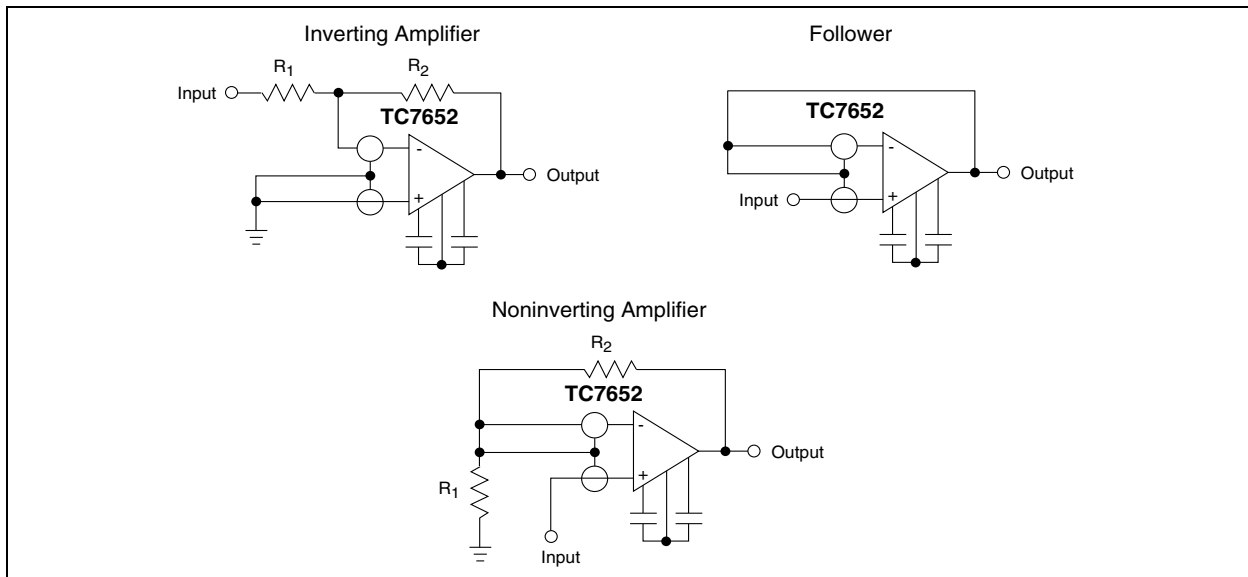 Inverting Amplifier
R1
R2
Input
TC7652
-
+
Output
Follower
TC7652
-
+
Input
Output
Noninverting Amplifier
R2
TC7652
-
+
Output
R1
Input